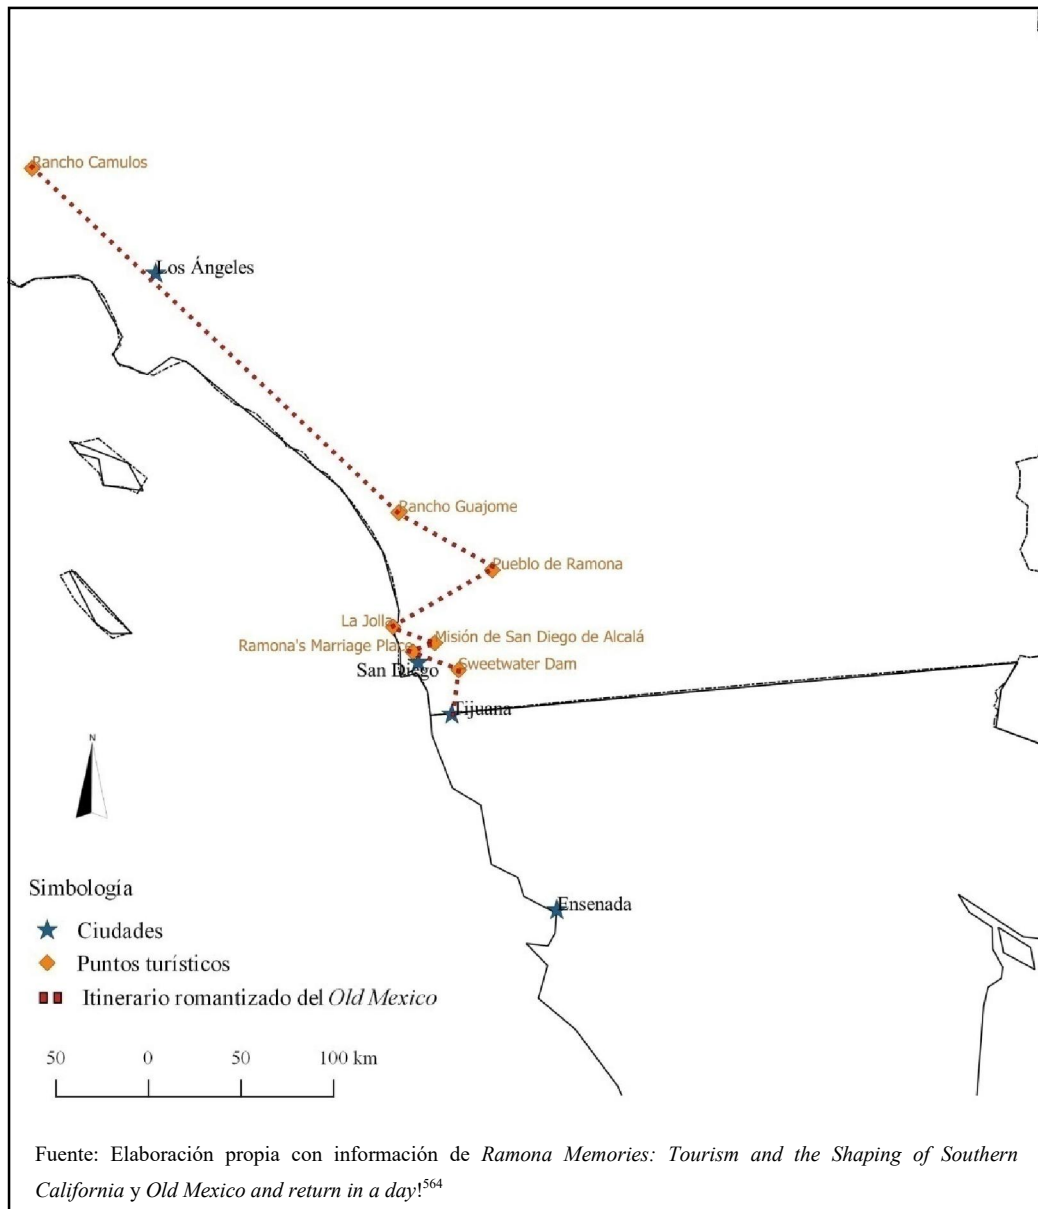 Rancho Camulos
Los Ángeles
Rancho Guajome
Pueblo de Ramona
La Jolla
Misión de San Diego de Alcalá
Ramona's Marriage Place
Sweetwater Dam
San Diego
Tijuana
N
Simbología
Ensenada
Ciudades
Puntos turísticos
Itinerario romantizado del Old Mexico
50 0 50 100 km
Fuente: Elaboración propia con información de Ramona Memories: Tourism and the Shaping of Southern
California y Old Mexico and return in a day!564